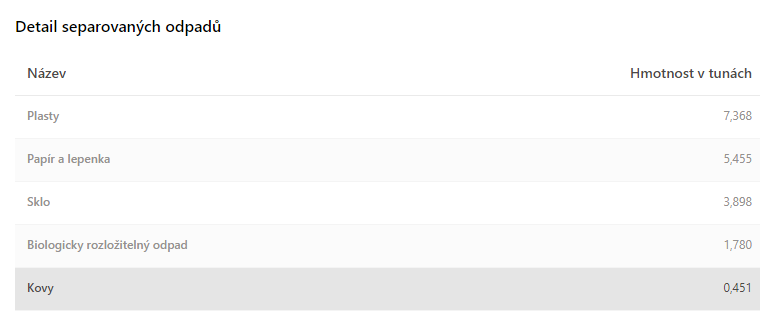 Detail separovaných odpadů
Název Hmotnost v tunách
Plasty 7,368
Papír a lepenka 5,455
Sklo 3,898
Biologicky rozložitelný odpad 1,780
Kovy 0,451